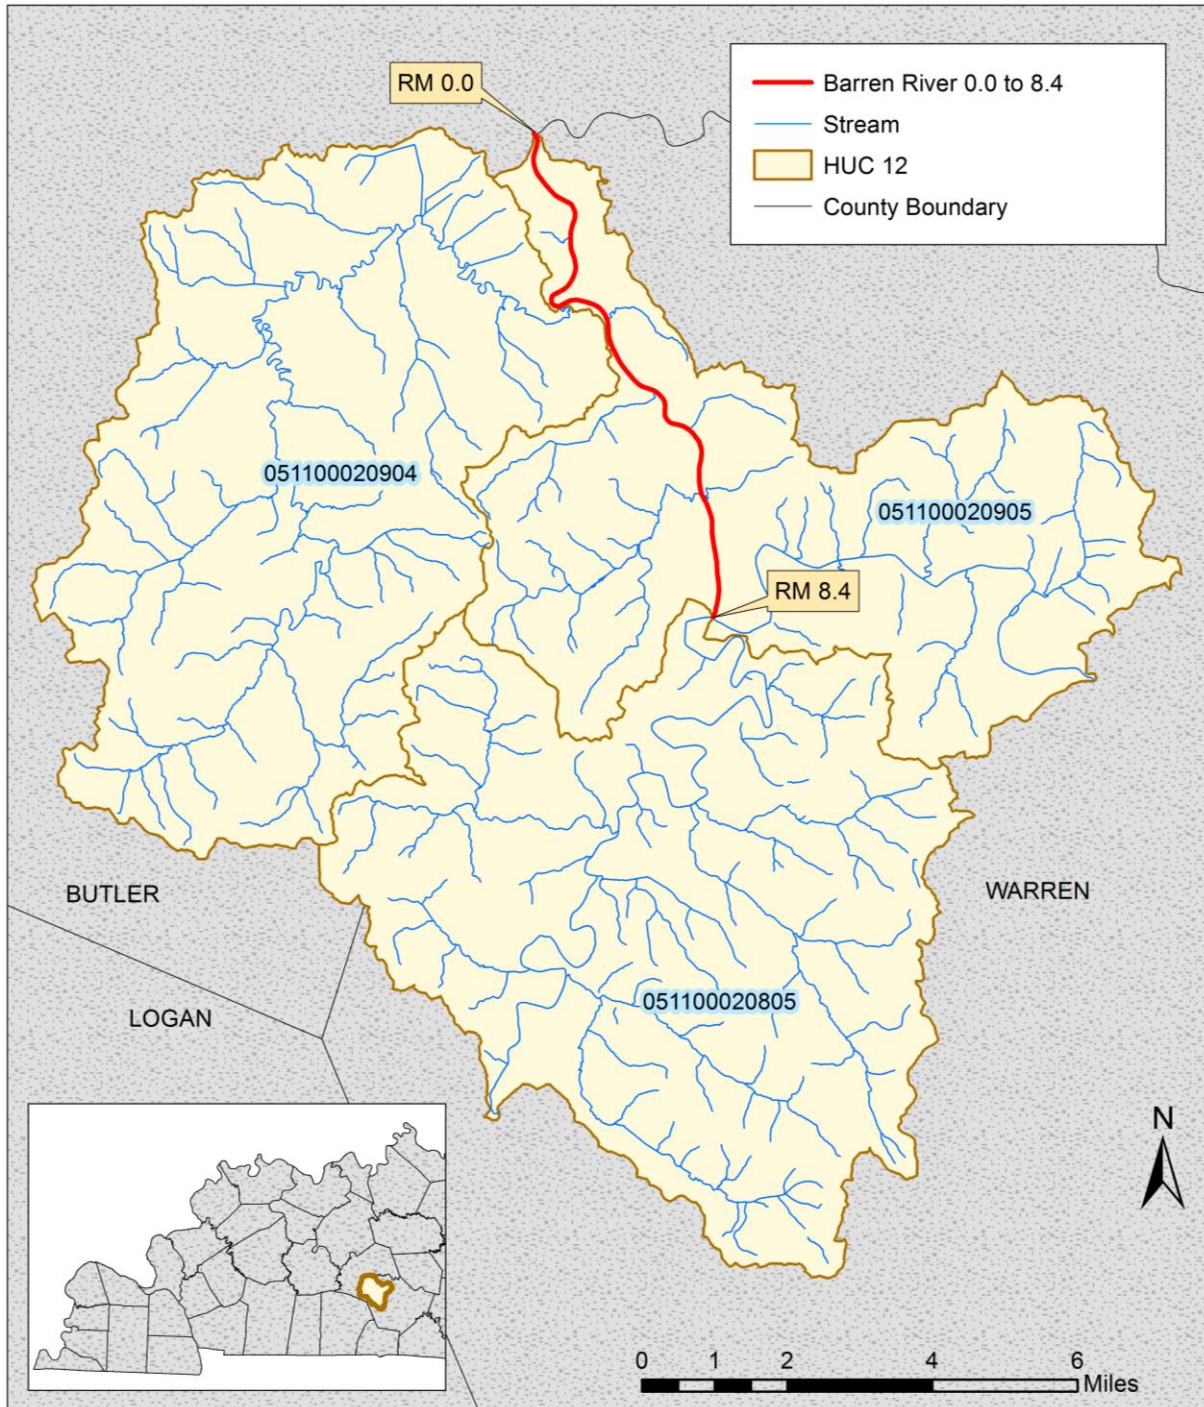 RM 0.0
Barren River 0.0 to 8.4
Stream
HUC 12
County Boundary
051100020904
051100020905
RM 8.4
BUTLER
WARREN
051100020805
LOGAN
N
0 1 2 4 6
Miles